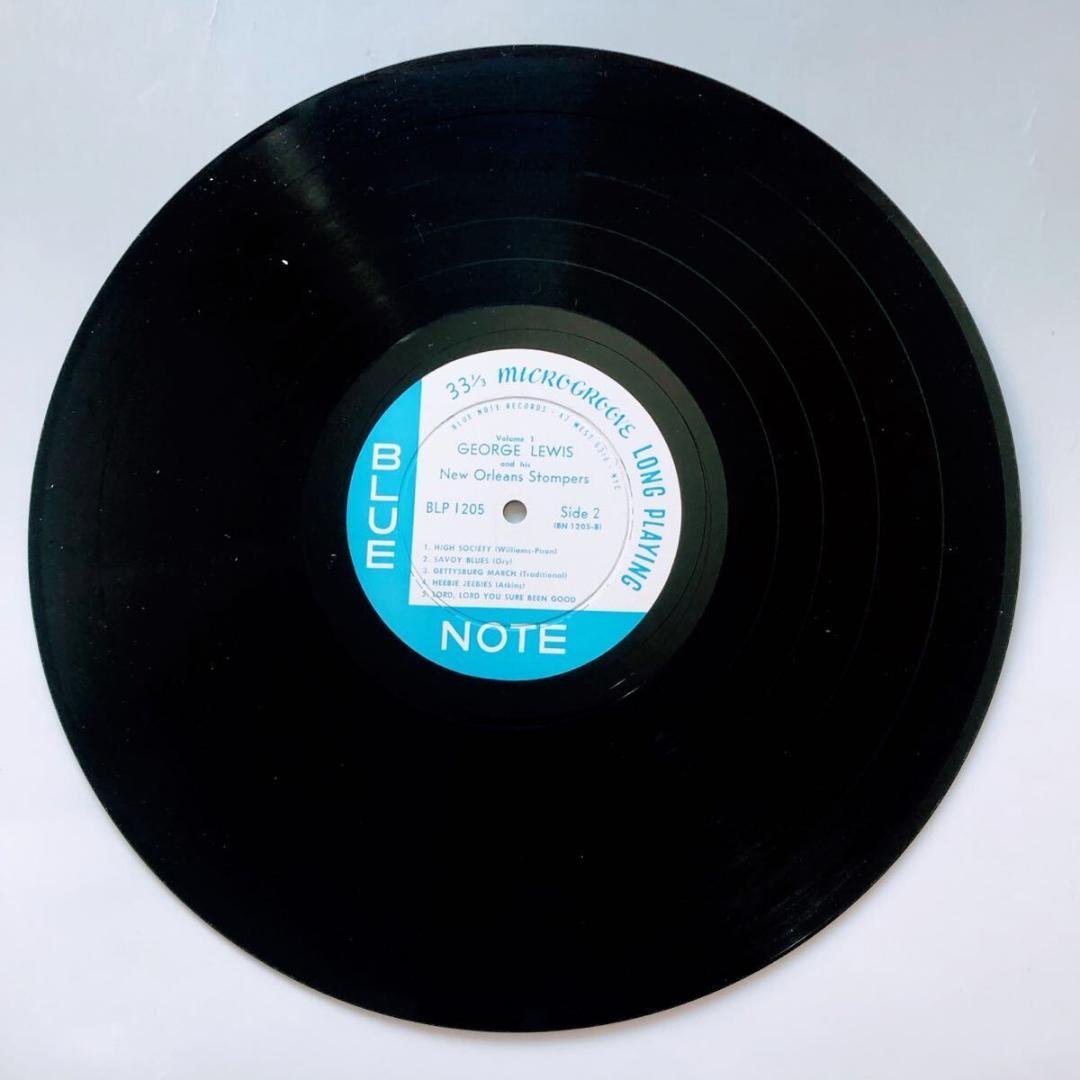 33⅓ MICROGROOVE LONG PLAYING
BLUE NOTE RECORDS · 47 WEST 63rd · NYC
Volume 1
GEORGE LEWIS
and his
New Orleans Stompers
BLP 1205
Side 2
(BN 1205-B)
1. HIGH SOCIETY (Williams-Piron)
2. SAVOY BLUES (Ory)
3. GETTYSBURG MARCH (Traditional)
4. HEEBIE JEEBIES (Atkins)
5. LORD, LORD YOU SURE BEEN GOOD
BLUE
NOTE